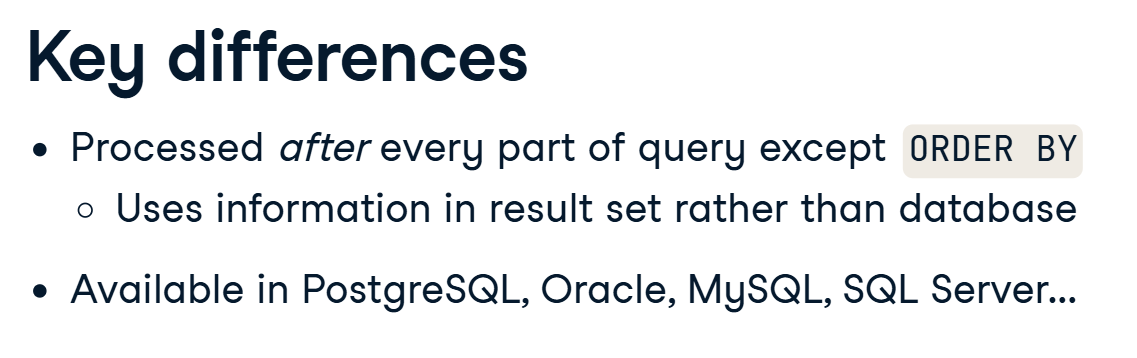 Key differences
• Processed after every part of query except ORDER BY
◦ Uses information in result set rather than database
• Available in PostgreSQL, Oracle, MySQL, SQL Server...